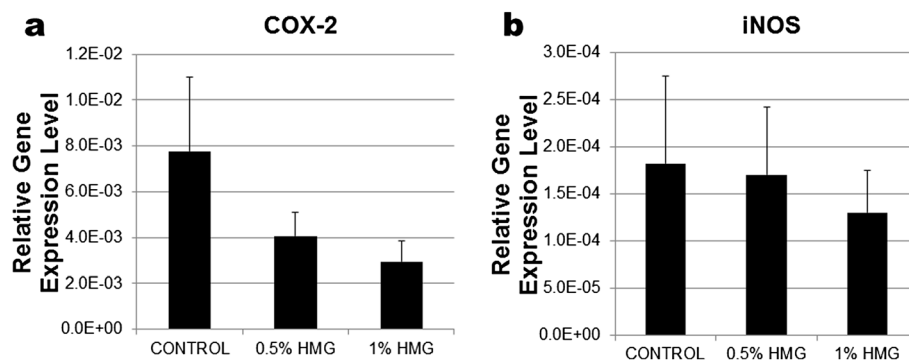 a
COX-2
Relative Gene
Expression Level
1.2E-02
1.0E-02
8.0E-03
6.0E-03
4.0E-03
2.0E-03
0.0E+00
CONTROL 0.5% HMG 1% HMG
b
iNOS
Relative Gene
Expression Level
3.0E-04
2.5E-04
2.0E-04
1.5E-04
1.0E-04
5.0E-05
0.0E+00
CONTROL 0.5% HMG 1% HMG